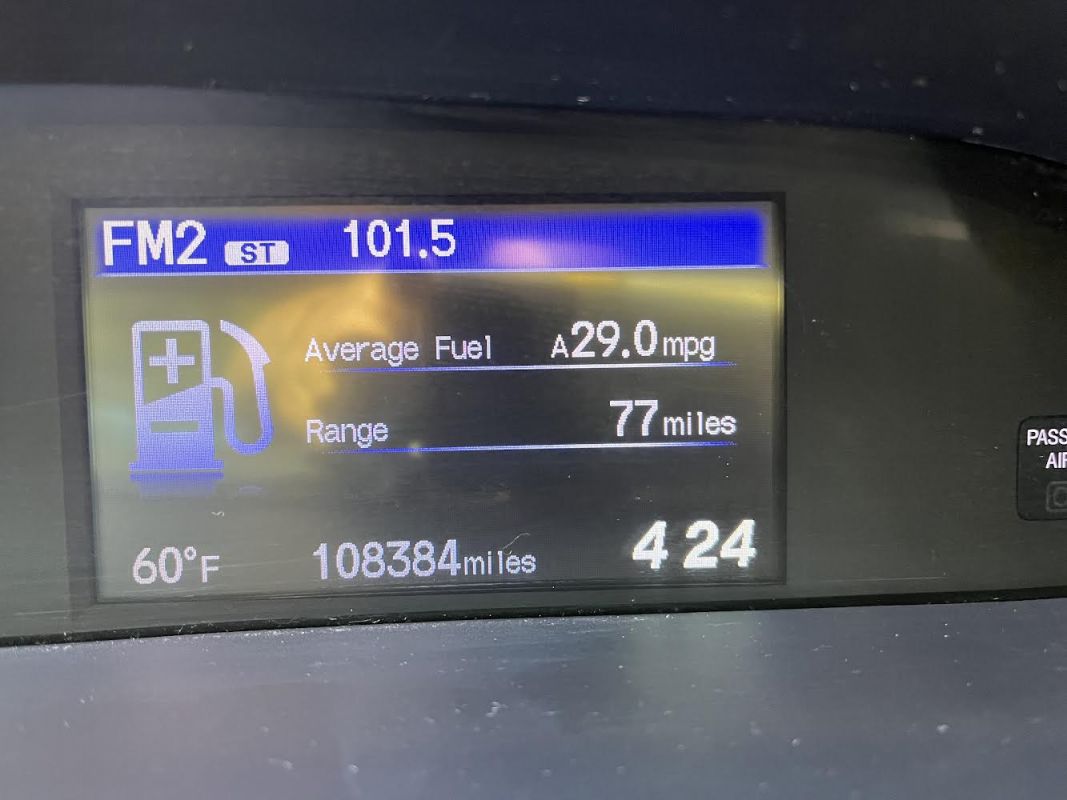 FM2 ST 101.5
Average Fuel A29.0mpg
Range 77miles
60°F 108384miles 4 24
PASS
AIR